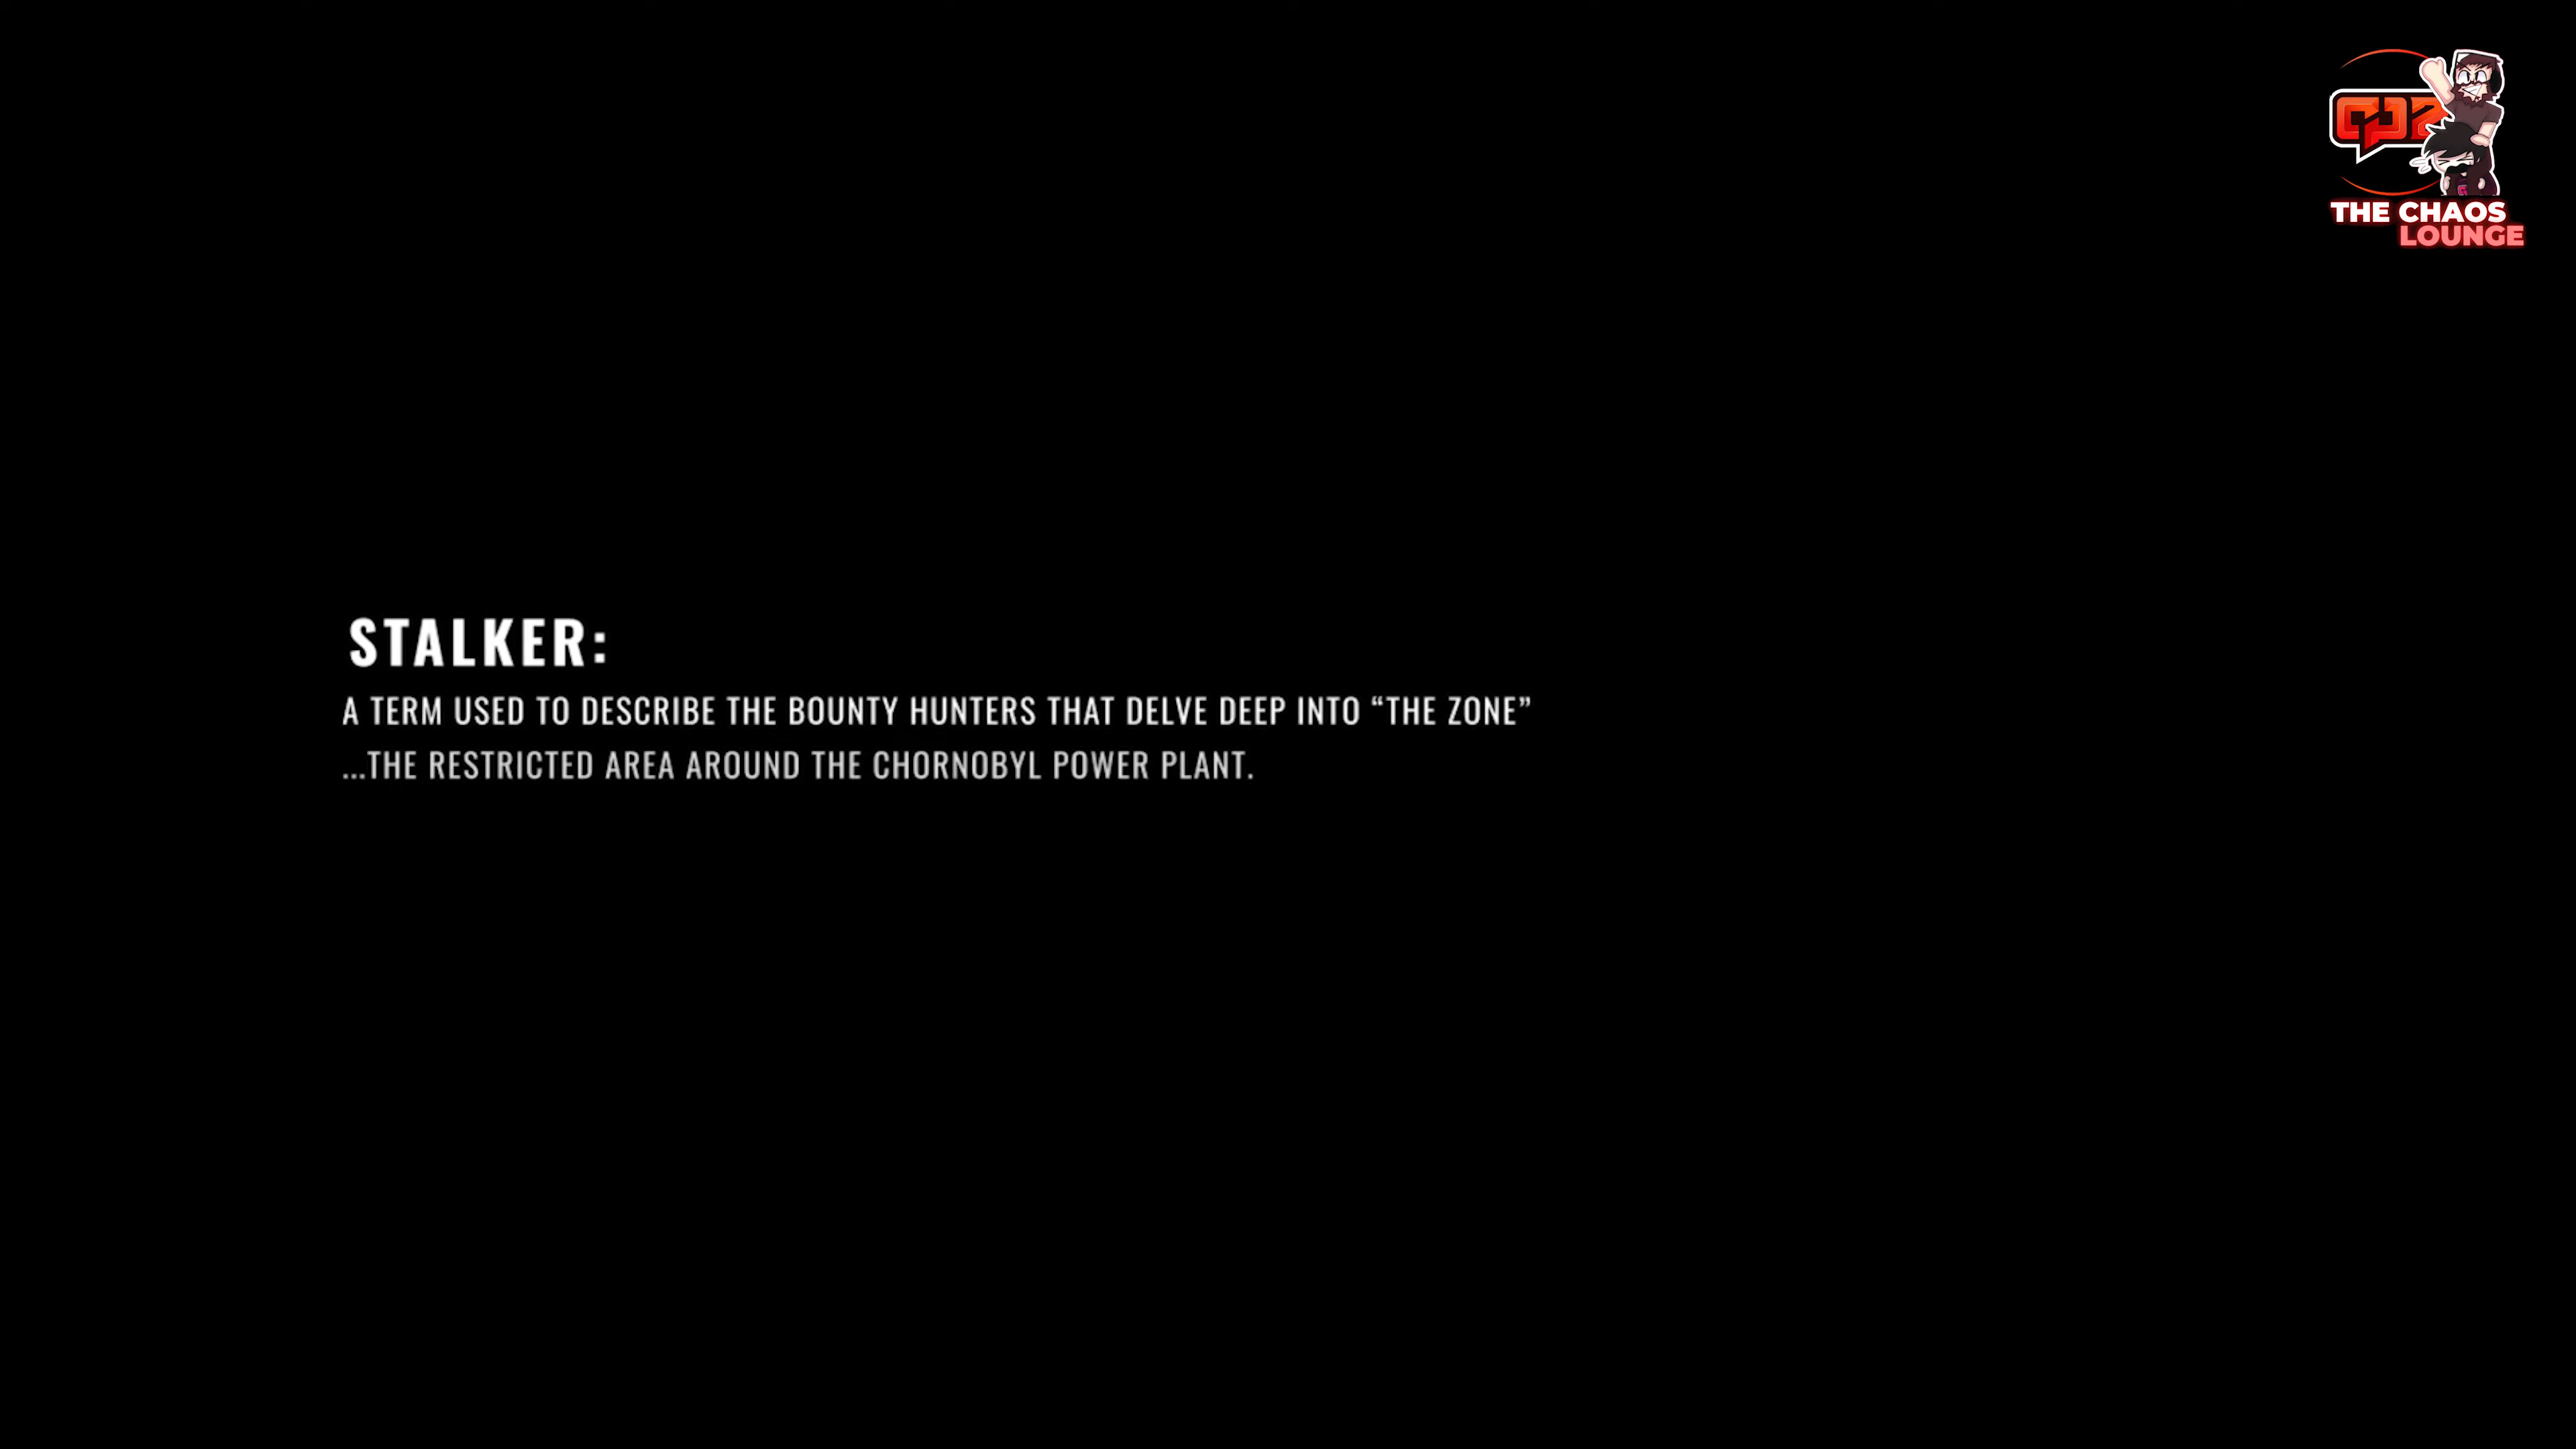 THE CHAOS
LOUNGE
STALKER:
A TERM USED TO DESCRIBE THE BOUNTY HUNTERS THAT DELVE DEEP INTO “THE ZONE”
...THE RESTRICTED AREA AROUND THE CHORNOBYL POWER PLANT.